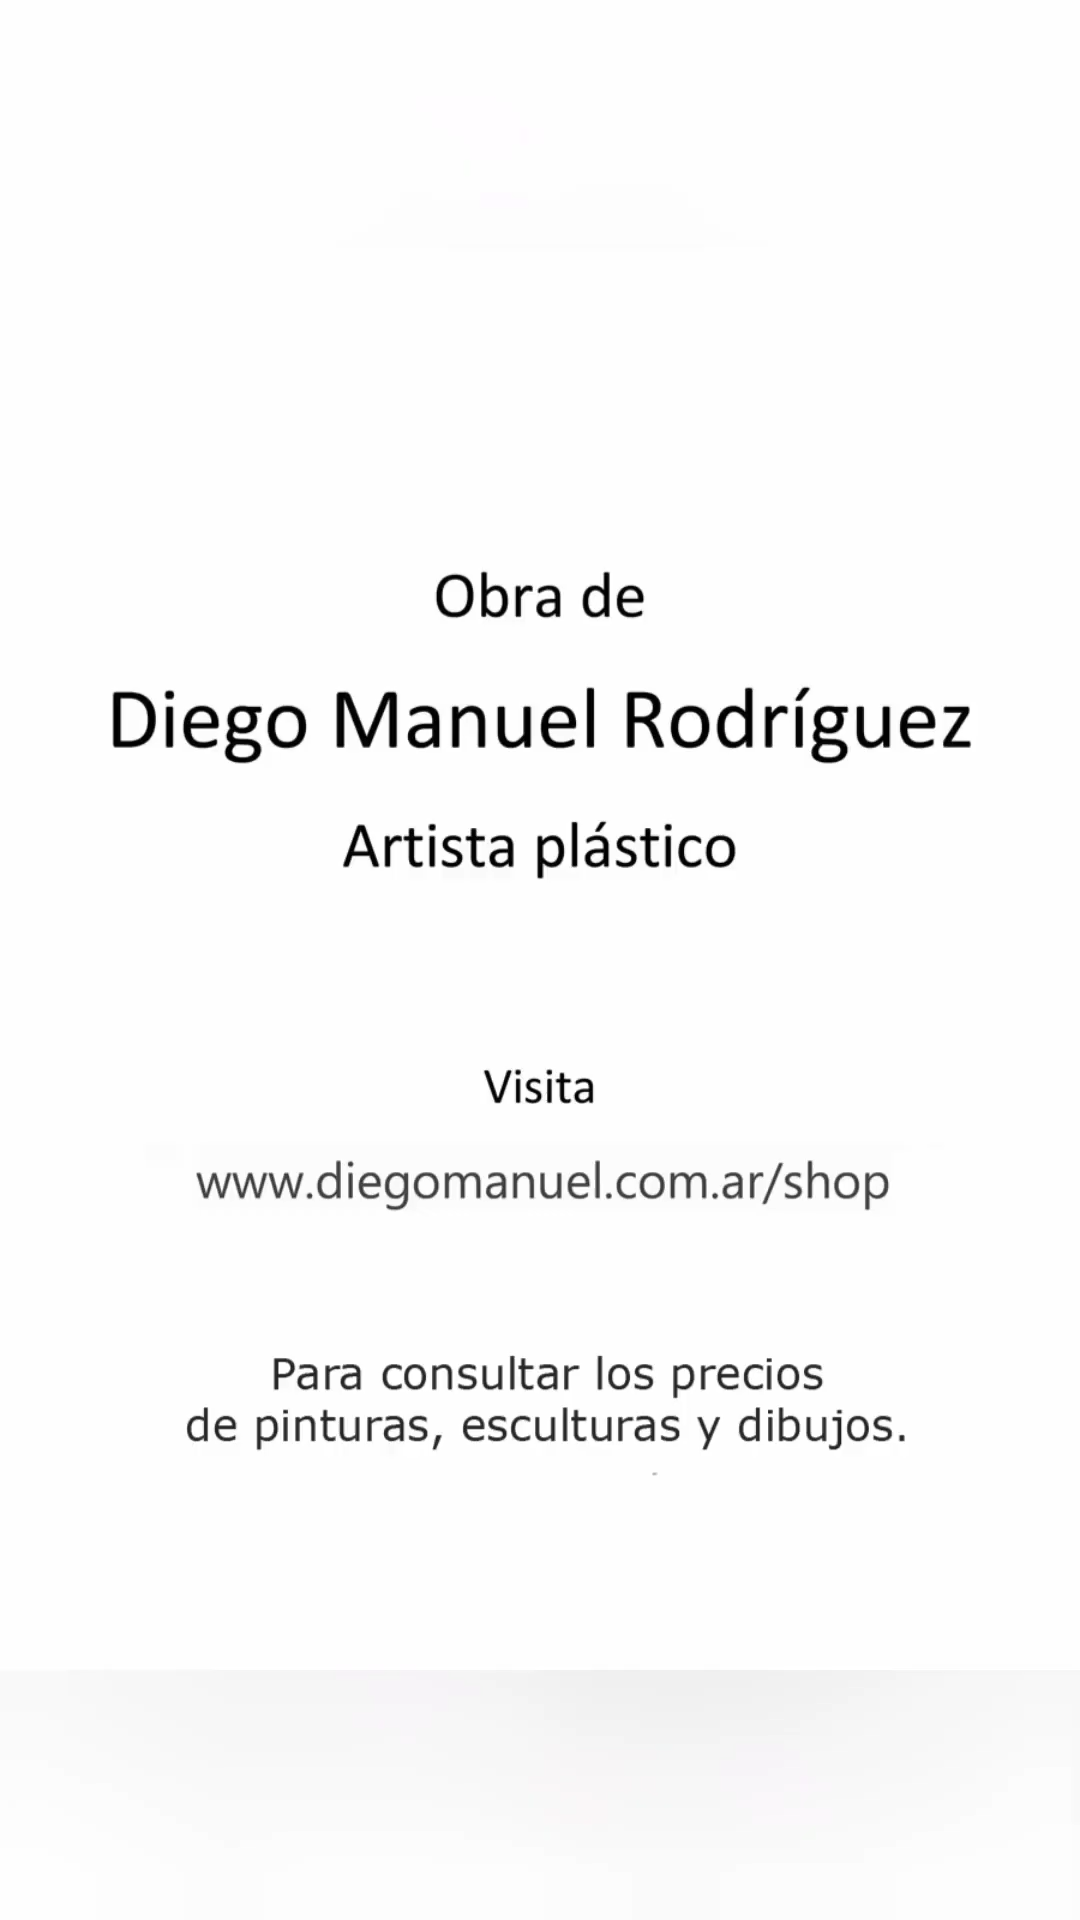 Obra de
Diego Manuel Rodríguez
Artista plástico
Visita
www.diegomanuel.com.ar/shop
Para consultar los precios
de pinturas, esculturas y dibujos.